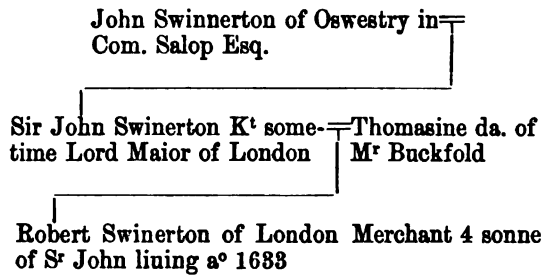 John Swinnerton of Oswestry in
Com. Salop Esq.
Sir John Swinerton Kᵗ some-
time Lord Maior of London
Thomasine da. of
Mʳ Buckfold
Robert Swinerton of London Merchant 4 sonne
of Sʳ John liuing aᵒ 1633